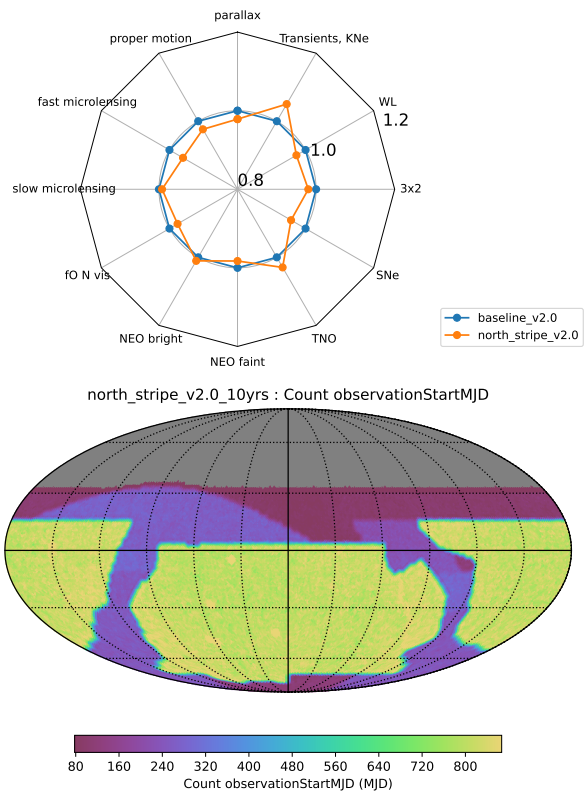 parallax
proper motion
Transients, KNe
fast microlensing
WL
1.2
1.0
0.8
slow microlensing
3x2
fO N vis
SNe
NEO bright
TNO
NEO faint
baseline_v2.0
north_stripe_v2.0
north_stripe_v2.0_10yrs : Count observationStartMJD
80 160 240 320 400 480 560 640 720 800
Count observationStartMJD (MJD)